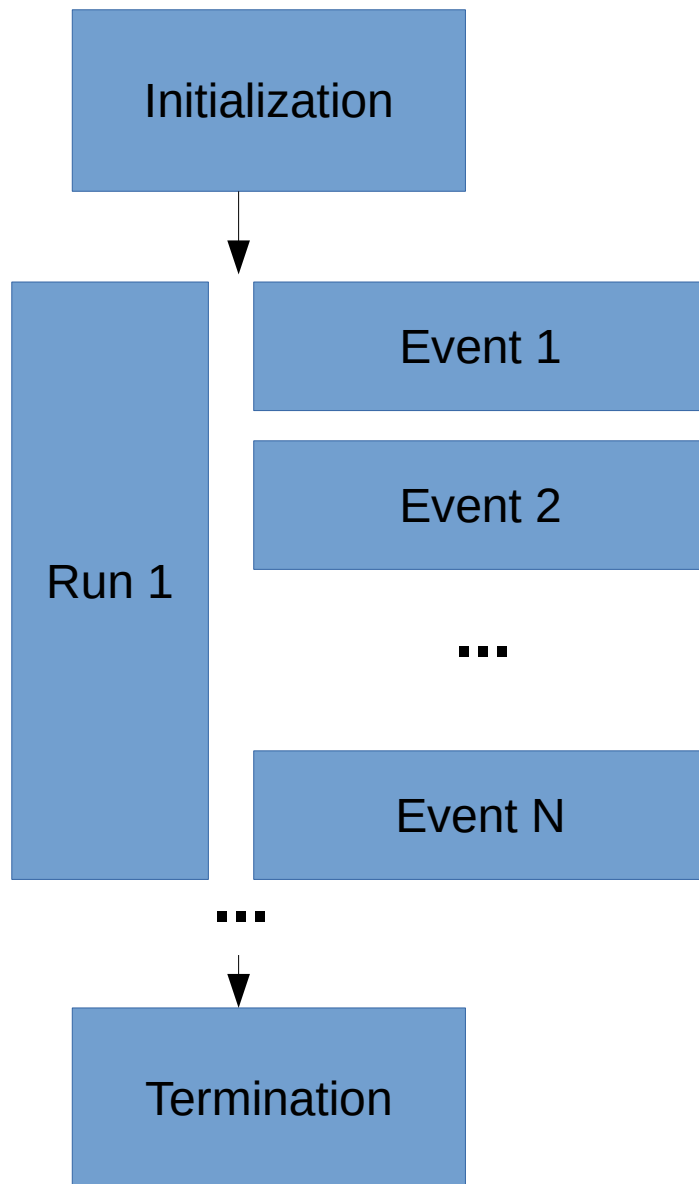 Initialization
Event 1
Event 2
Run 1
...
Event N
...
Termination